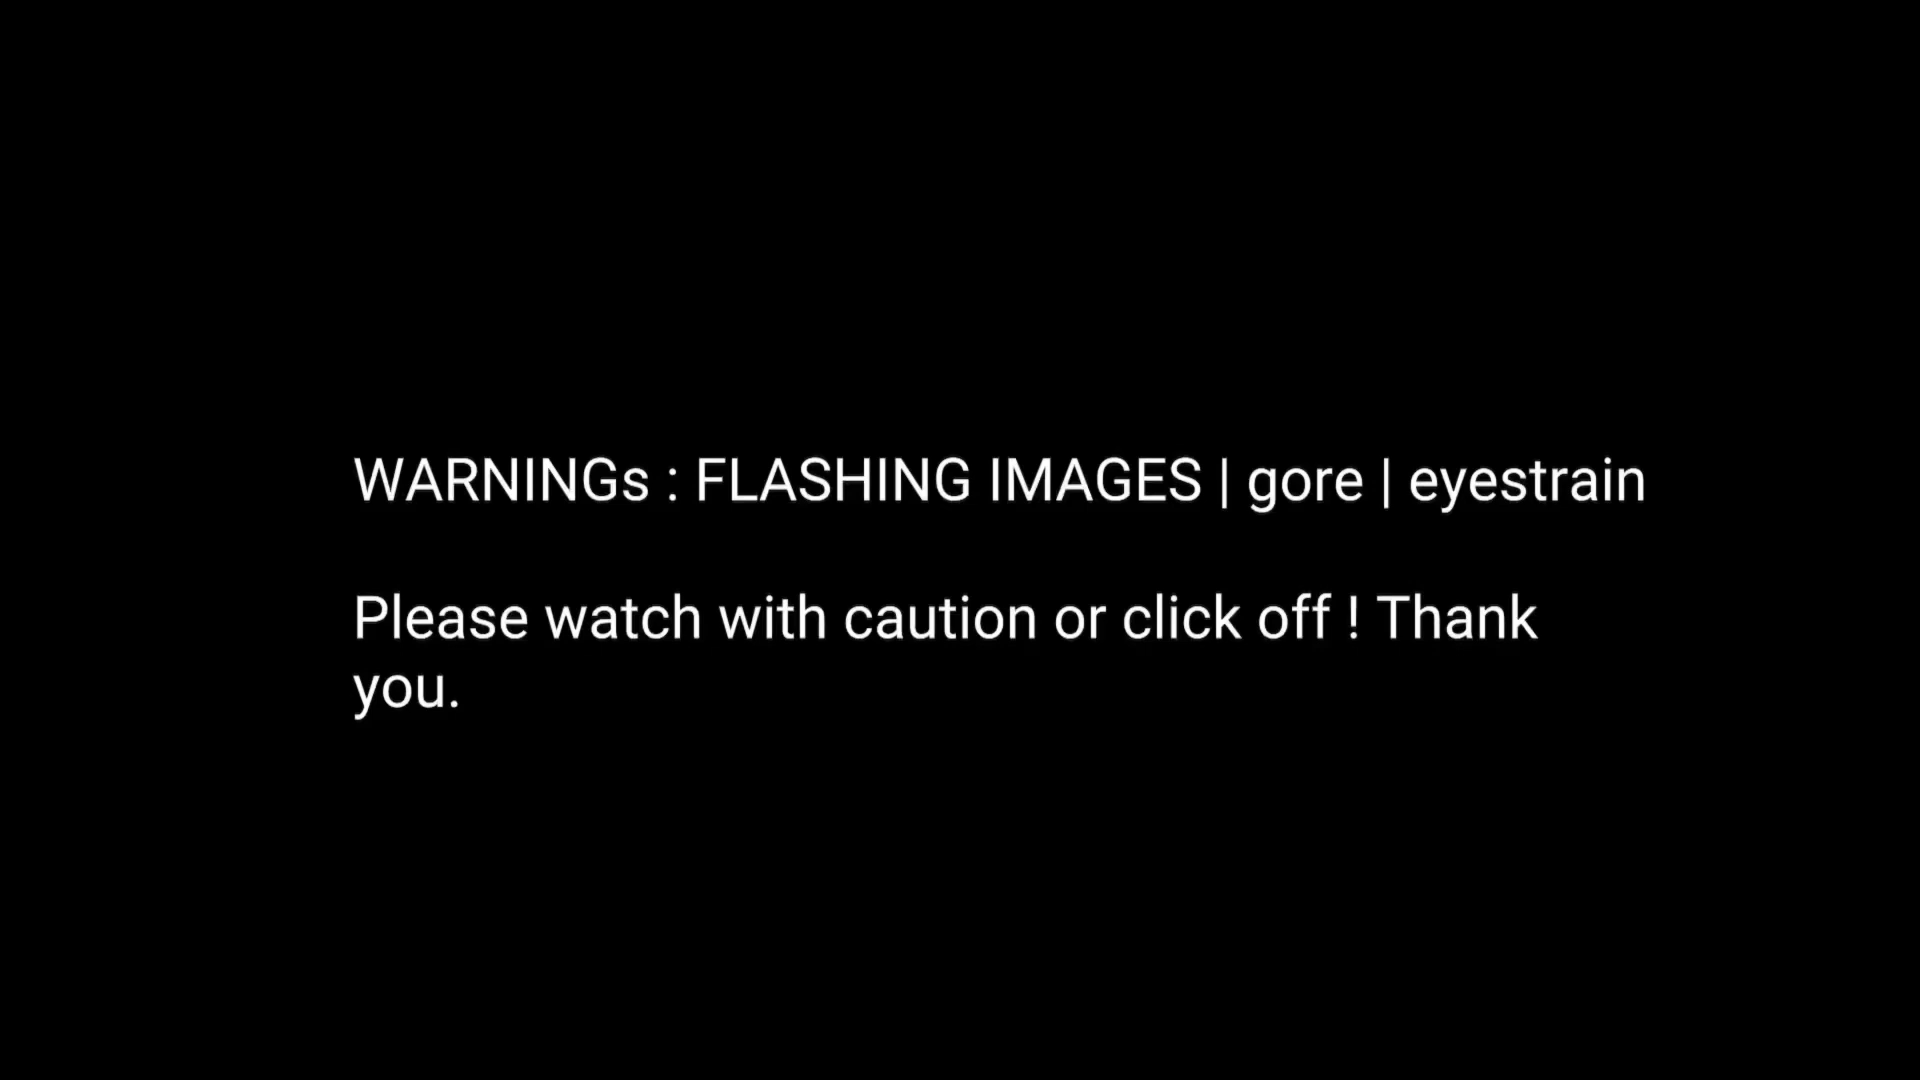 WARNINGs : FLASHING IMAGES | gore | eyestrain
Please watch with caution or click off ! Thank
you.